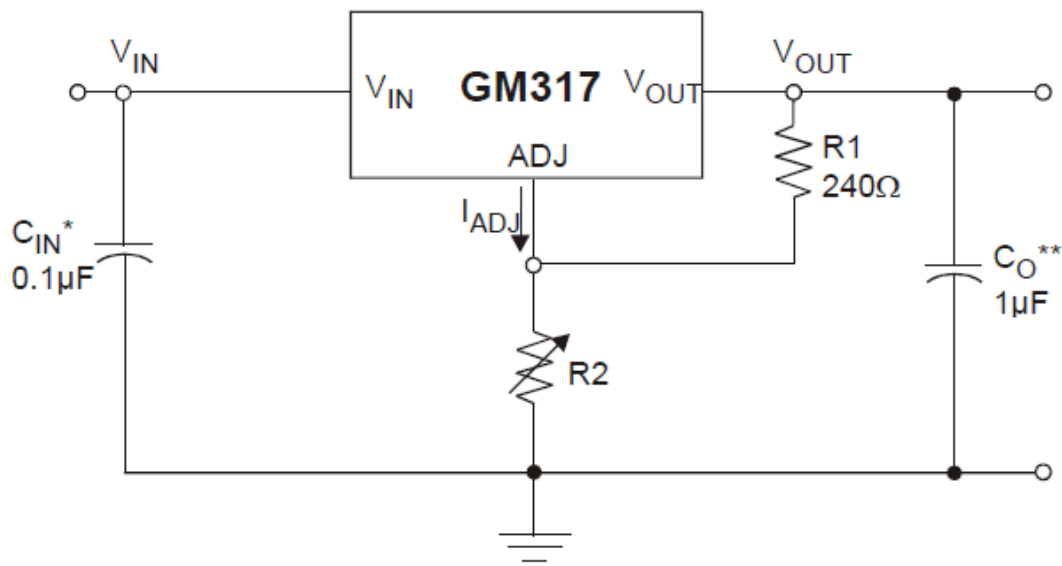 V_IN
V_OUT
V_IN
GM317
V_OUT
ADJ
R1
240Ω
I_ADJ
C_IN*
0.1µF
C_O**
1µF
R2